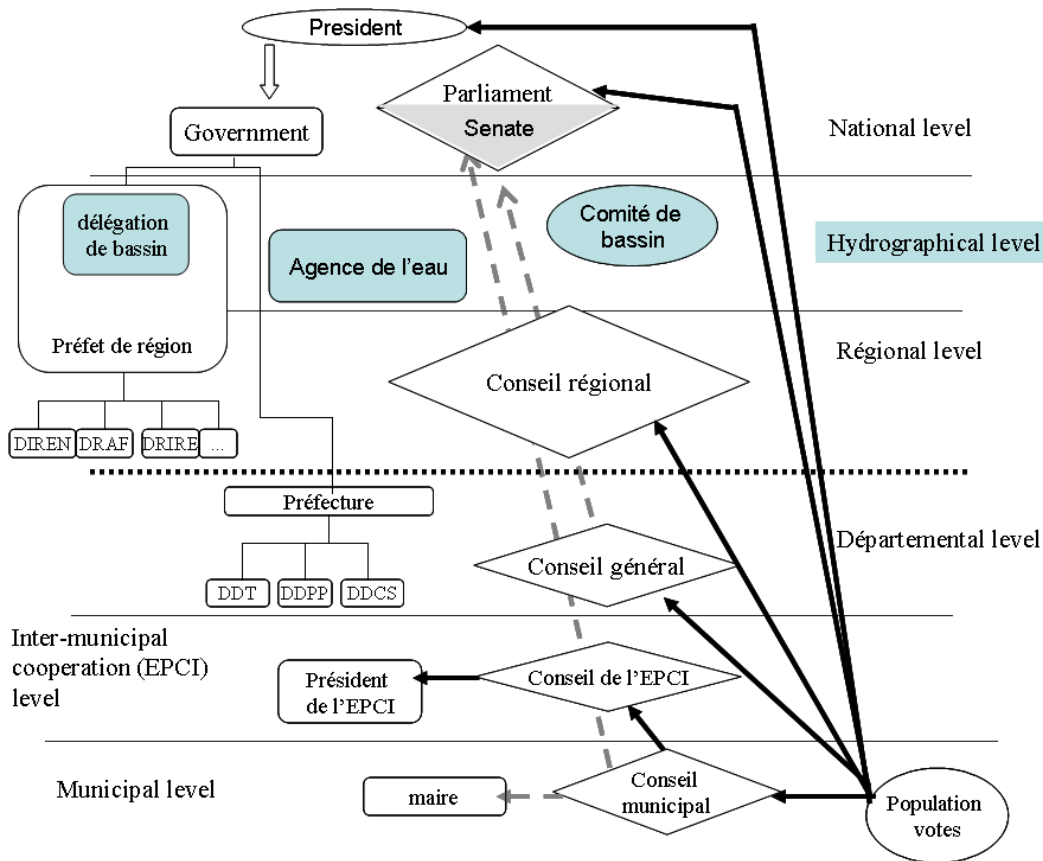 President
Parliament
Senate
Government
National level
délégation
de bassin
Comité de
bassin
Agence de l'eau
Hydrographical level
Préfet de région
Conseil régional
Régional level
DIREN
DRAF
DRIRE
...
Préfecture
Départemental level
Conseil général
DDT
DDPP
DDCS
Inter-municipal
cooperation (EPCI)
level
Président
de l'EPCI
Conseil de l'EPCI
Municipal level
maire
Conseil
municipal
Population
votes